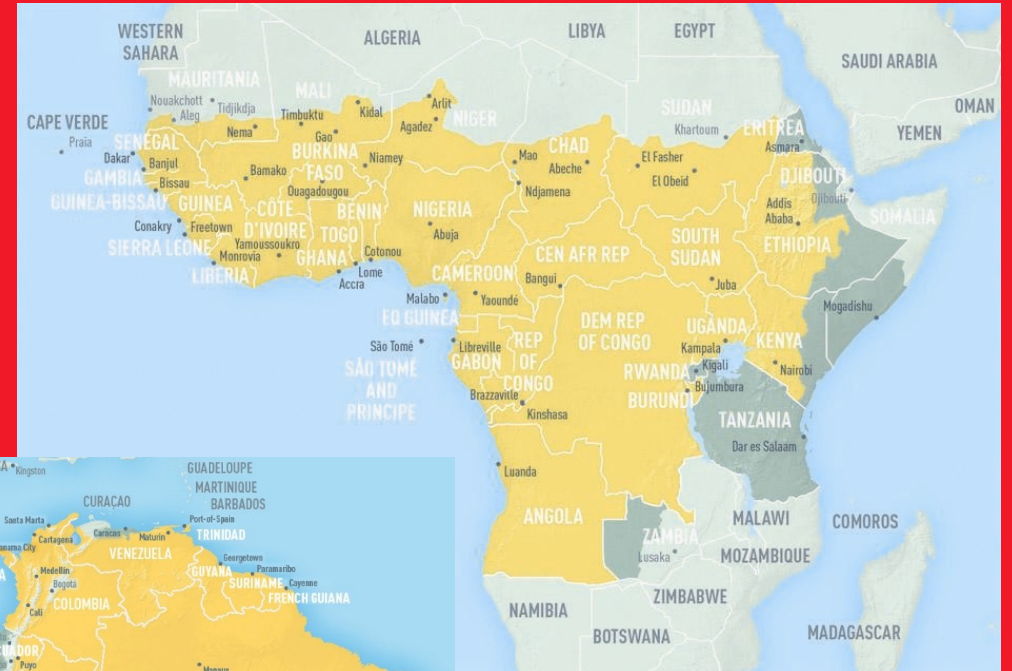 WESTERN
SAHARA
ALGERIA
LIBYA
EGYPT
SAUDI ARABIA
OMAN
YEMEN
MAURITANIA
Nouakchott
Tidjikdja
Aleg
MALI
Timbuktu
Kidal
Arlit
NIGER
SUDAN
Khartoum
ERITREA
Asmara
CAPE VERDE
Praia
SENEGAL
Dakar
Banjul
Nema
Gao
Agadez
BURKINA
FASO
Niamey
Mao
CHAD
Abeche
El Fasher
El Obeid
DJIBOUTI
Djibouti
GAMBIA
Bissau
Bamako
Ouagadougou
Ndjamena
Addis
Ababa
SOMALIA
GUINEA-BISSAU
GUINEA
CÔTE
D'IVOIRE
BENIN
TOGO
NIGERIA
Abuja
SOUTH
SUDAN
ETHIOPIA
Conakry
Freetown
SIERRA LEONE
Yamoussoukro
Monrovia
GHANA
Cotonou
Lome
Accra
CEN AFR REP
LIBERIA
CAMEROON
Bangui
Juba
Malabo
Yaoundé
Mogadishu
EQ GUINEA
DEM REP
OF CONGO
UGANDA
Kampala
KENYA
São Tomé
Libreville
GABON
REP
OF
CONGO
SÃO TOMÉ
AND
PRINCIPE
RWANDA
Kigali
Nairobi
BURUNDI
Bujumbura
Brazzaville
Kinshasa
TANZANIA
Dar es Salaam
Luanda
ANGOLA
ZAMBIA
Lusaka
MALAWI
COMOROS
MOZAMBIQUE
ZIMBABWE
NAMIBIA
BOTSWANA
MADAGASCAR
Kingston
GUADELOUPE
MARTINIQUE
BARBADOS
CURAÇAO
Santa Marta
Port-of-Spain
Cartagena
Caracas
Maturin
TRINIDAD
City
VENEZUELA
Georgetown
Medellin
GUYANA
Paramaribo
Bogotá
SURINAME
Cayenne
COLOMBIA
FRENCH GUIANA
Cali
UADOR
Puyo